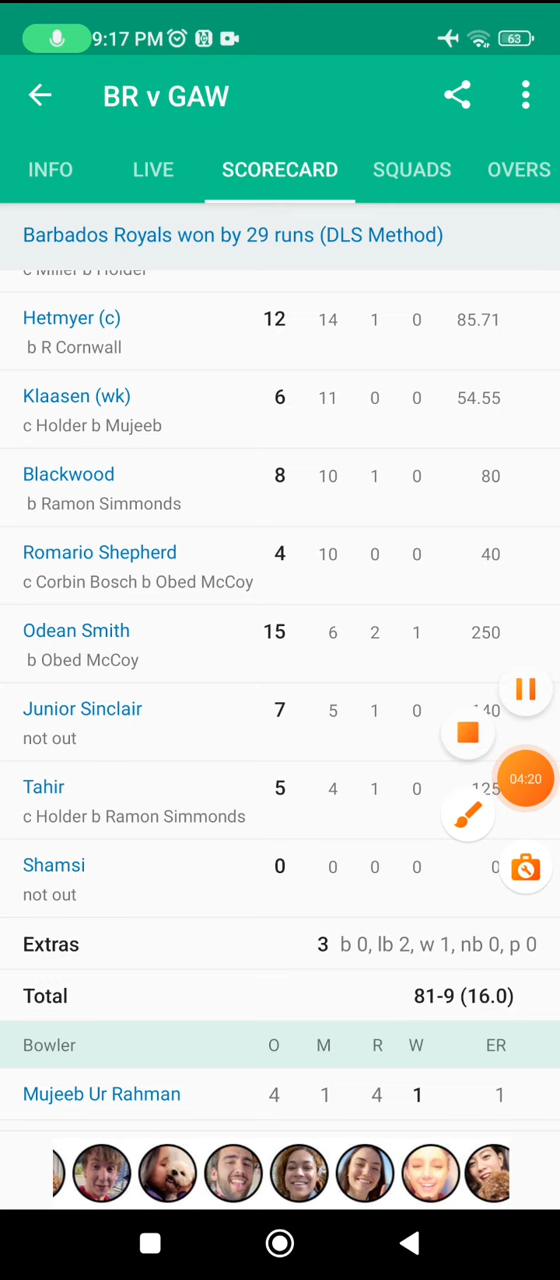 9:17 PM 63
BR v GAW
INFO LIVE SCORECARD SQUADS OVERS
Barbados Royals won by 29 runs (DLS Method)
c Miller b Holder
Hetmyer (c) 12 14 1 0 85.71
b R Cornwall
Klaasen (wk) 6 11 0 0 54.55
c Holder b Mujeeb
Blackwood 8 10 1 0 80
b Ramon Simmonds
Romario Shepherd 4 10 0 0 40
c Corbin Bosch b Obed McCoy
Odean Smith 15 6 2 1 250
b Obed McCoy
Junior Sinclair 7 5 1 0 140
not out
04:20
Tahir 5 4 1 0 125
c Holder b Ramon Simmonds
Shamsi 0 0 0 0 0
not out
Extras 3 b 0, lb 2, w 1, nb 0, p 0
Total 81-9 (16.0)
Bowler O M R W ER
Mujeeb Ur Rahman 4 1 4 1 1